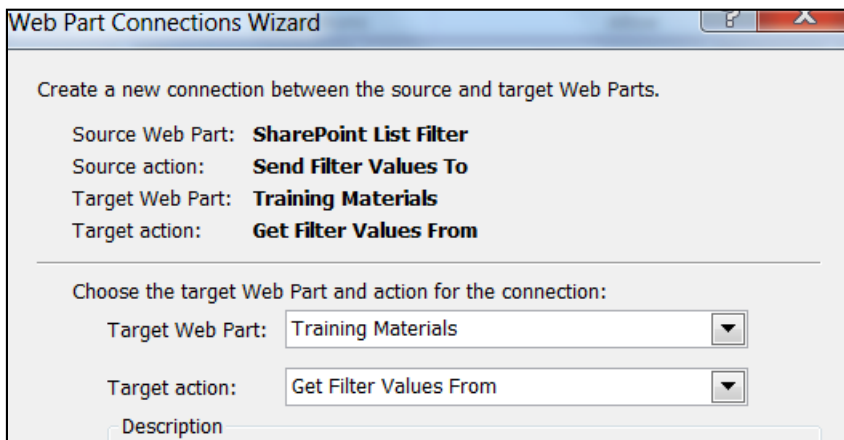 Web Part Connections Wizard
?
X
Create a new connection between the source and target Web Parts.
Source Web Part: SharePoint List Filter
Source action: Send Filter Values To
Target Web Part: Training Materials
Target action: Get Filter Values From
Choose the target Web Part and action for the connection:
Target Web Part: Training Materials
Target action: Get Filter Values From
Description